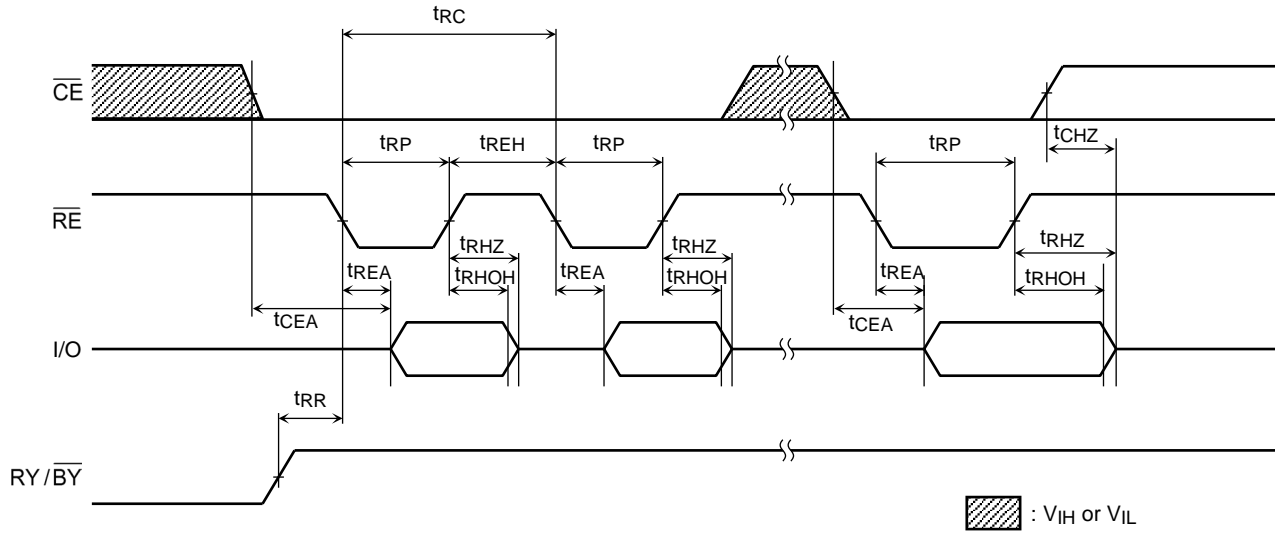 tRC
CE
tCHZ
tRP tREH tRP tRP
RE
tRHZ tRHZ tRHZ
tREA tRHOH tREA tRHOH tREA tRHOH
tCEA tCEA
I/O
tRR
RY/BY
: VIH or VIL